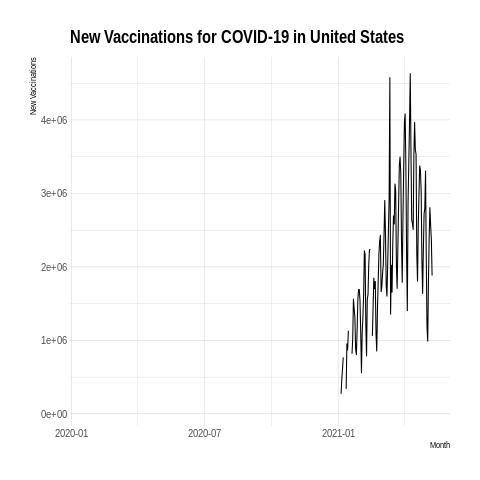 New Vaccinations for COVID-19 in United States
New Vaccinations
4e+06
3e+06
2e+06
1e+06
0e+00
2020-01
2020-07
2021-01
Month